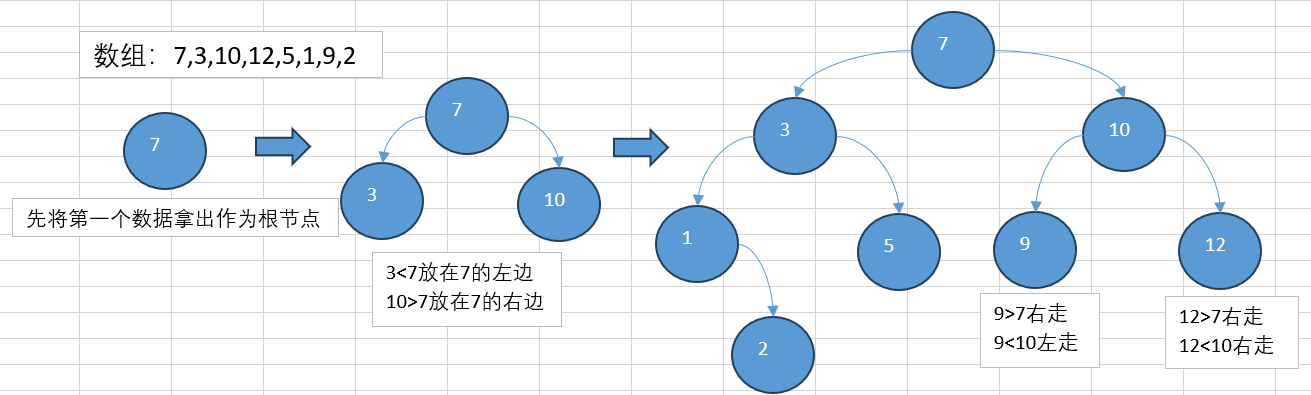 数组：7,3,10,12,5,1,9,2
7
先将第一个数据拿出作为根节点
7
3
10
3<7放在7的左边
10>7放在7的右边
7
3
10
1
5
9
12
2
9>7右走
9<10左走
12>7右走
12<10右走